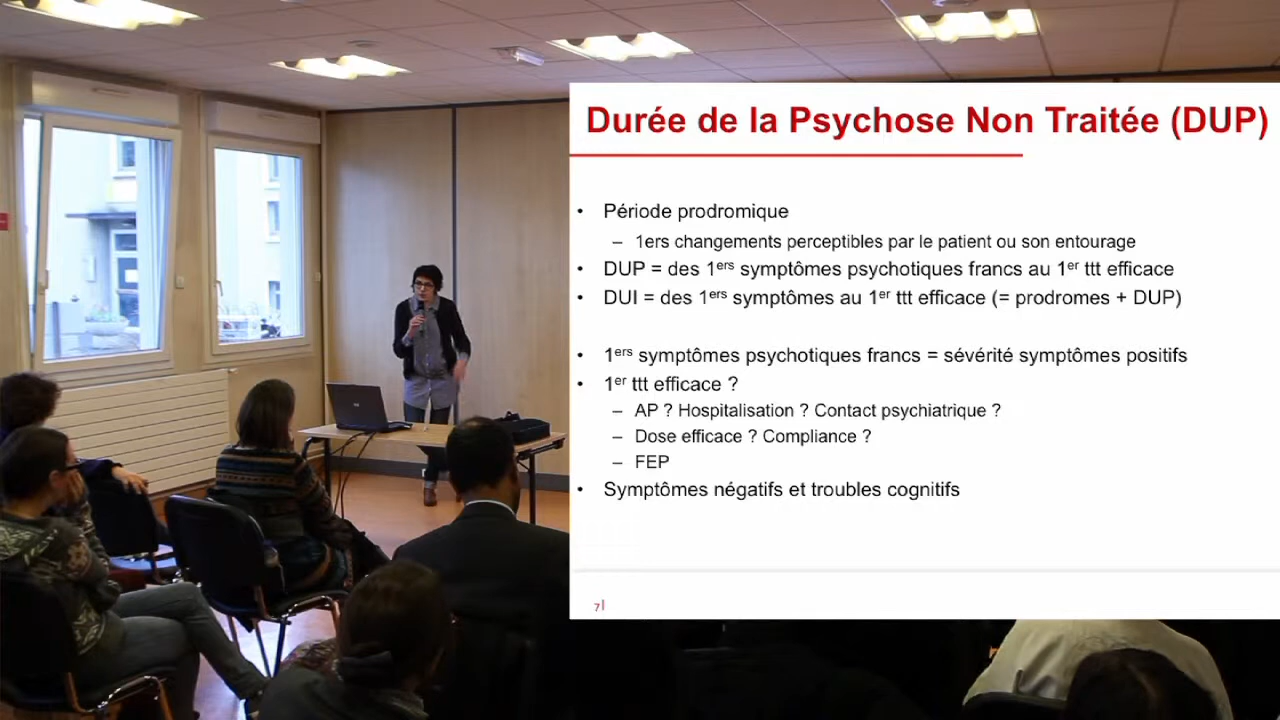 Durée de la Psychose Non Traitée (DUP)
• Période prodromique
– 1ers changements perceptibles par le patient ou son entourage
• DUP = des 1ers symptômes psychotiques francs au 1er ttt efficace
• DUI = des 1ers symptômes au 1er ttt efficace (= prodromes + DUP)
• 1ers symptômes psychotiques francs = sévérité symptômes positifs
• 1er ttt efficace ?
– AP ? Hospitalisation ? Contact psychiatrique ?
– Dose efficace ? Compliance ?
– FEP
• Symptômes négatifs et troubles cognitifs
7|